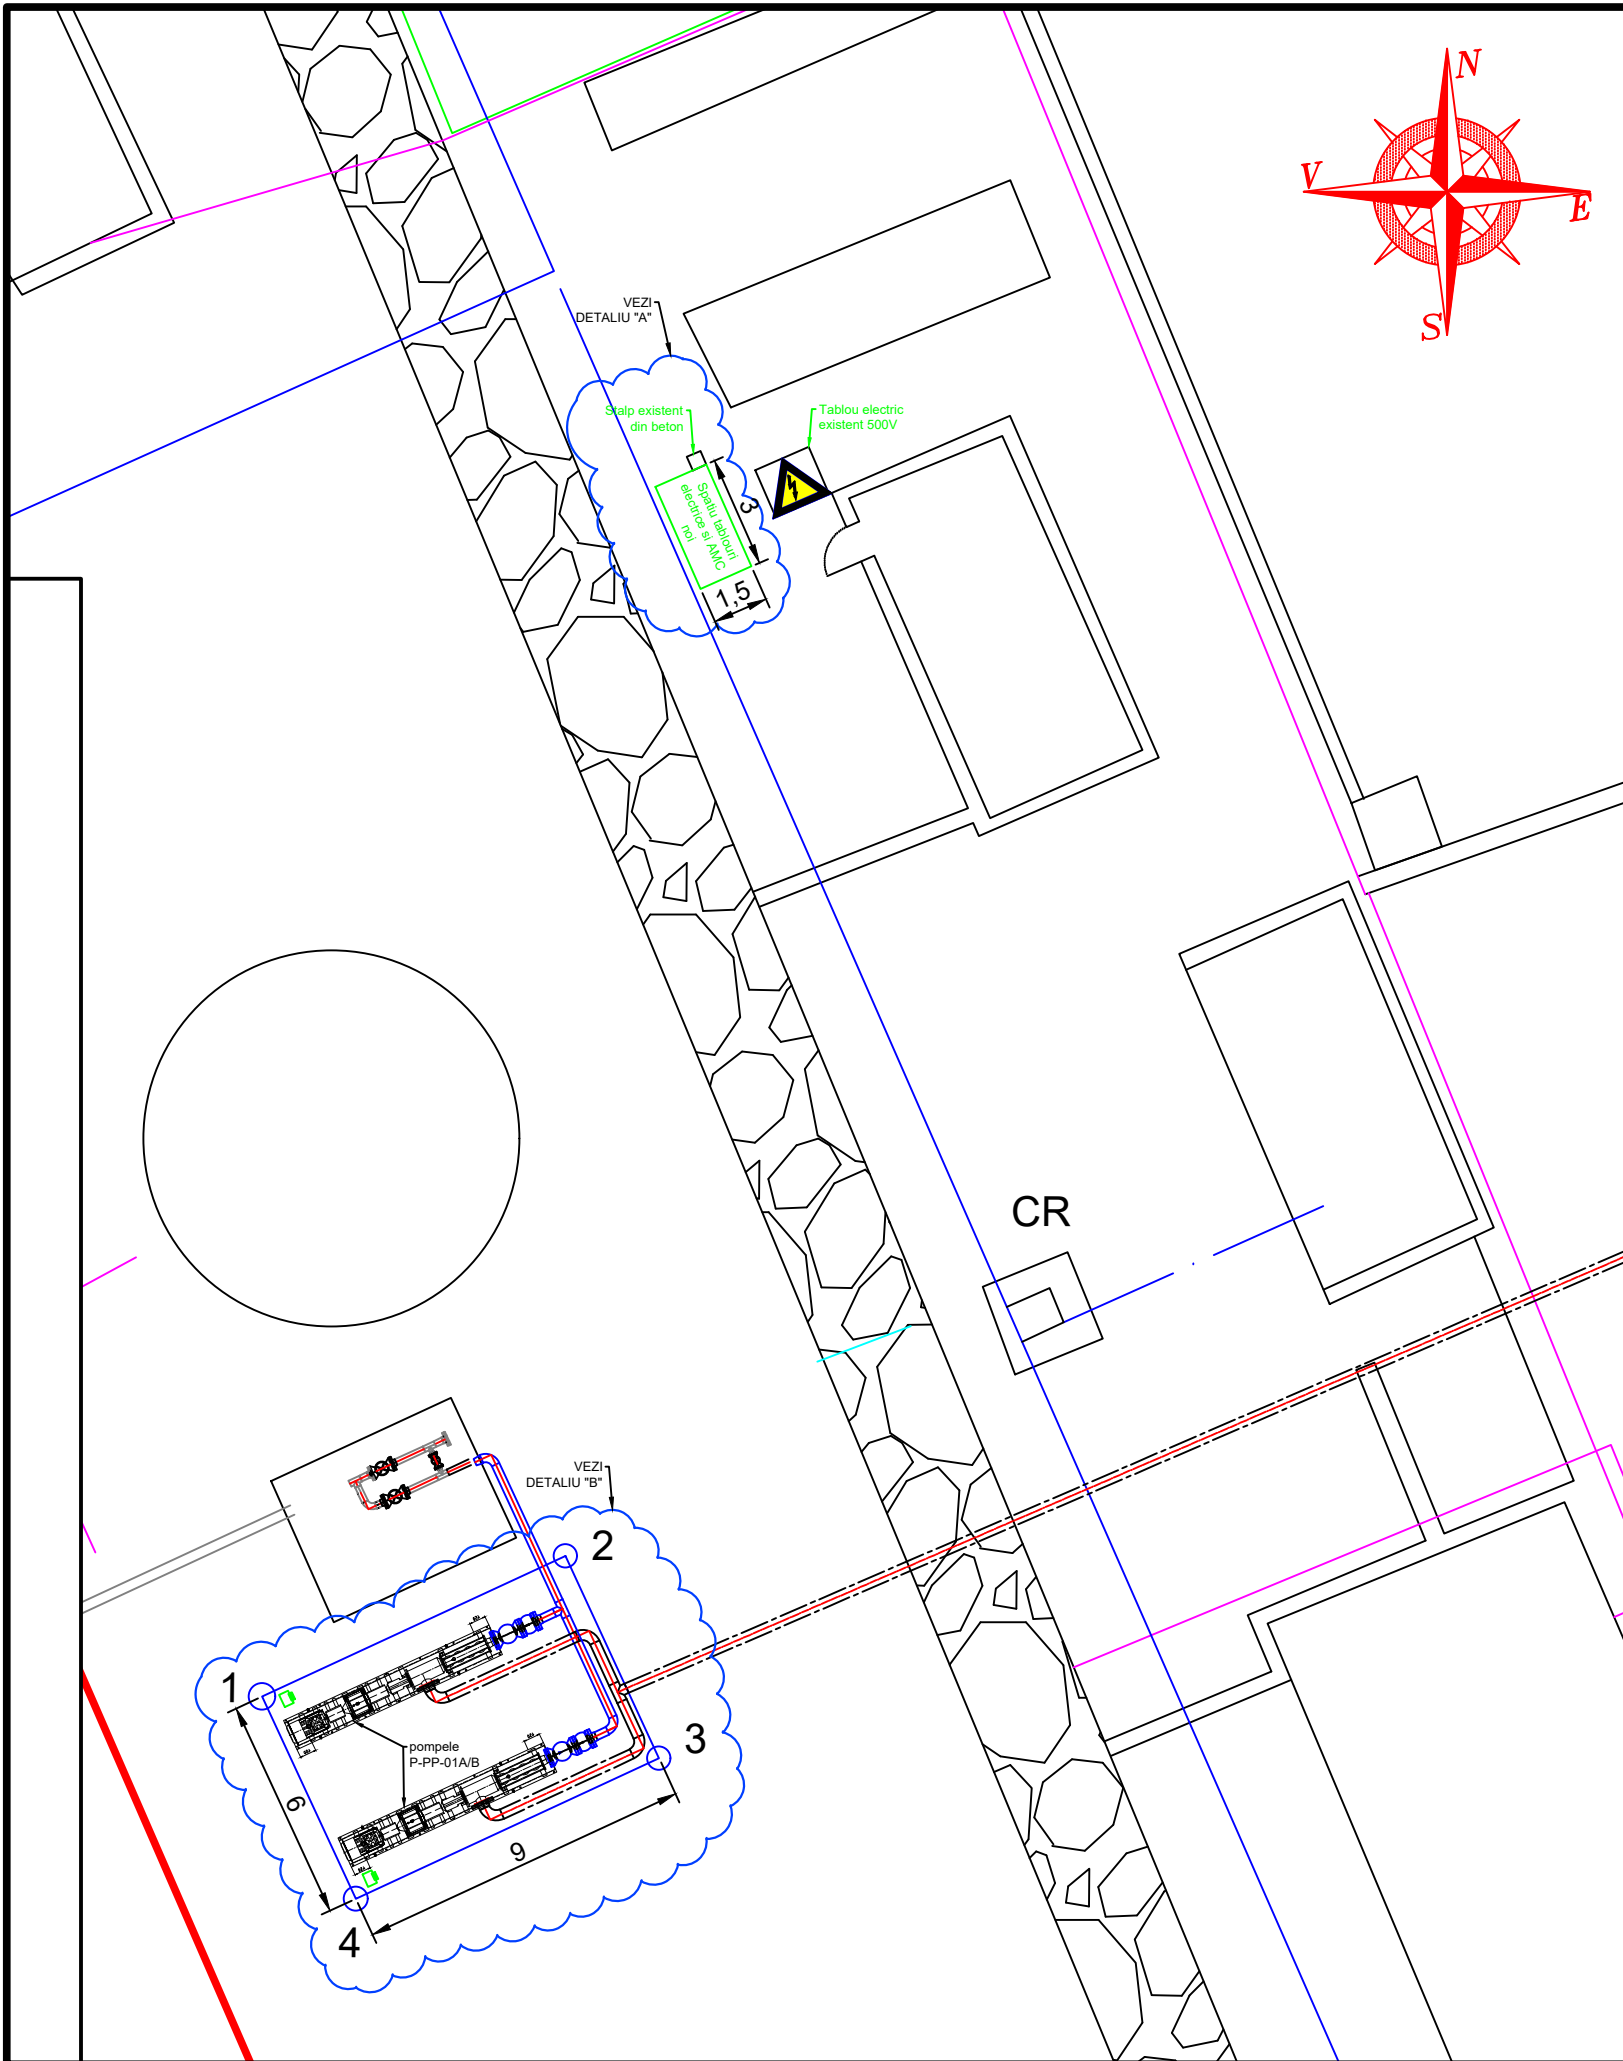 N
V
E
S
VEZI
DETALIU "A"
Stalp existent
din beton
Tablou electric
existent 500V
Spatiu tablouri
electrice si AMC
noi
3
1,5
CR
VEZI
DETALIU "B"
2
1
3
pompele
P-PP-01A/B
6
9
4